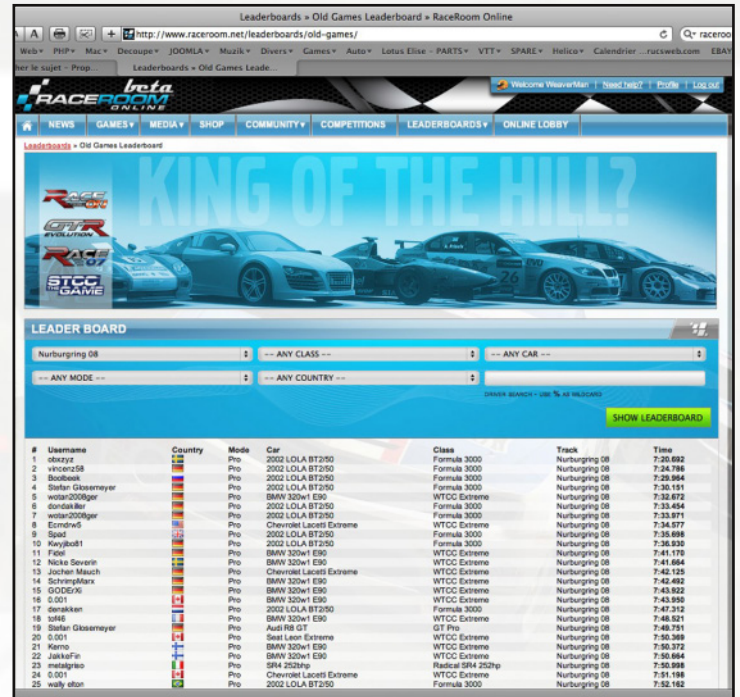 Leaderboards » Old Games Leaderboard » RaceRoom Online
A A + http://www.raceroom.net/leaderboards/old-games/ Q raceroo
Web PHP Mac Decoupe JOOMLA Muzik Divers Games Auto Lotus Elise - PARTS VTT SPARE Helico Calendrier ...rucsweb.com EBAY
her le sujet - Prop... Leaderboards » Old Games Leade...
beta
RACEROOM
ONLINE
Welcome WeaverMan | Need help? | Profile | Log out
NEWS GAMES MEDIA SHOP COMMUNITY COMPETITIONS LEADERBOARDS ONLINE LOBBY
Leaderboards » Old Games Leaderboard
KING OF THE HILL?
RACE ON
GTR
EVOLUTION
RACE 07
STCC
THE GAME
26 EVO
LEADER BOARD
Nurburgring 08 -- ANY CLASS -- -- ANY CAR --
-- ANY MODE -- -- ANY COUNTRY --
DRIVER SEARCH - USE % AS WILDCARD
SHOW LEADERBOARD
# Username Country Mode Car Class Track Time
1 obxzyz Pro 2002 LOLA BT2/50 Formula 3000 Nurburgring 08 7:20.692
2 vincenz58 Pro 2002 LOLA BT2/50 Formula 3000 Nurburgring 08 7:24.786
3 Boolbeek Pro 2002 LOLA BT2/50 Formula 3000 Nurburgring 08 7:29.964
4 Stefan Glosemeyer Pro 2002 LOLA BT2/50 Formula 3000 Nurburgring 08 7:30.151
5 wotan2008ger Pro BMW 320w1 E90 WTCC Extreme Nurburgring 08 7:32.672
6 dondakiller Pro 2002 LOLA BT2/50 Formula 3000 Nurburgring 08 7:33.454
7 wotan2008ger Pro 2002 LOLA BT2/50 Formula 3000 Nurburgring 08 7:33.971
8 Ecmdrw5 Pro Chevrolet Lacetti Extreme WTCC Extreme Nurburgring 08 7:34.577
9 Spad Pro 2002 LOLA BT2/50 Formula 3000 Nurburgring 08 7:35.698
10 Kwyjibo81 Pro 2002 LOLA BT2/50 Formula 3000 Nurburgring 08 7:36.930
11 Fidel Pro BMW 320w1 E90 WTCC Extreme Nurburgring 08 7:41.170
12 Nicke Severin Pro BMW 320w1 E90 WTCC Extreme Nurburgring 08 7:41.664
13 Jochen Mauch Pro Chevrolet Lacetti Extreme WTCC Extreme Nurburgring 08 7:42.125
14 SchrimpMarx Pro BMW 320w1 E90 WTCC Extreme Nurburgring 08 7:42.492
15 GODErXi Pro BMW 320w1 E90 WTCC Extreme Nurburgring 08 7:43.922
16 0.001 Pro BMW 320w1 E90 WTCC Extreme Nurburgring 08 7:43.950
17 denakken Pro 2002 LOLA BT2/50 Formula 3000 Nurburgring 08 7:47.312
18 tof46 Pro BMW 320w1 E90 WTCC Extreme Nurburgring 08 7:48.521
19 Stefan Glosemeyer Pro Audi R8 GT GT Pro Nurburgring 08 7:49.751
20 0.001 Pro Seat Leon Extreme WTCC Extreme Nurburgring 08 7:50.369
21 Kerno Pro BMW 320w1 E90 WTCC Extreme Nurburgring 08 7:50.372
22 JakkeFin Pro BMW 320w1 E90 WTCC Extreme Nurburgring 08 7:50.664
23 metalgriso Pro SR4 252bhp Radical SR4 252hp Nurburgring 08 7:50.998
24 0.001 Pro Chevrolet Lacetti Extreme WTCC Extreme Nurburgring 08 7:51.198
25 wally elton Pro 2002 LOLA BT2/50 Formula 3000 Nurburgring 08 7:52.162